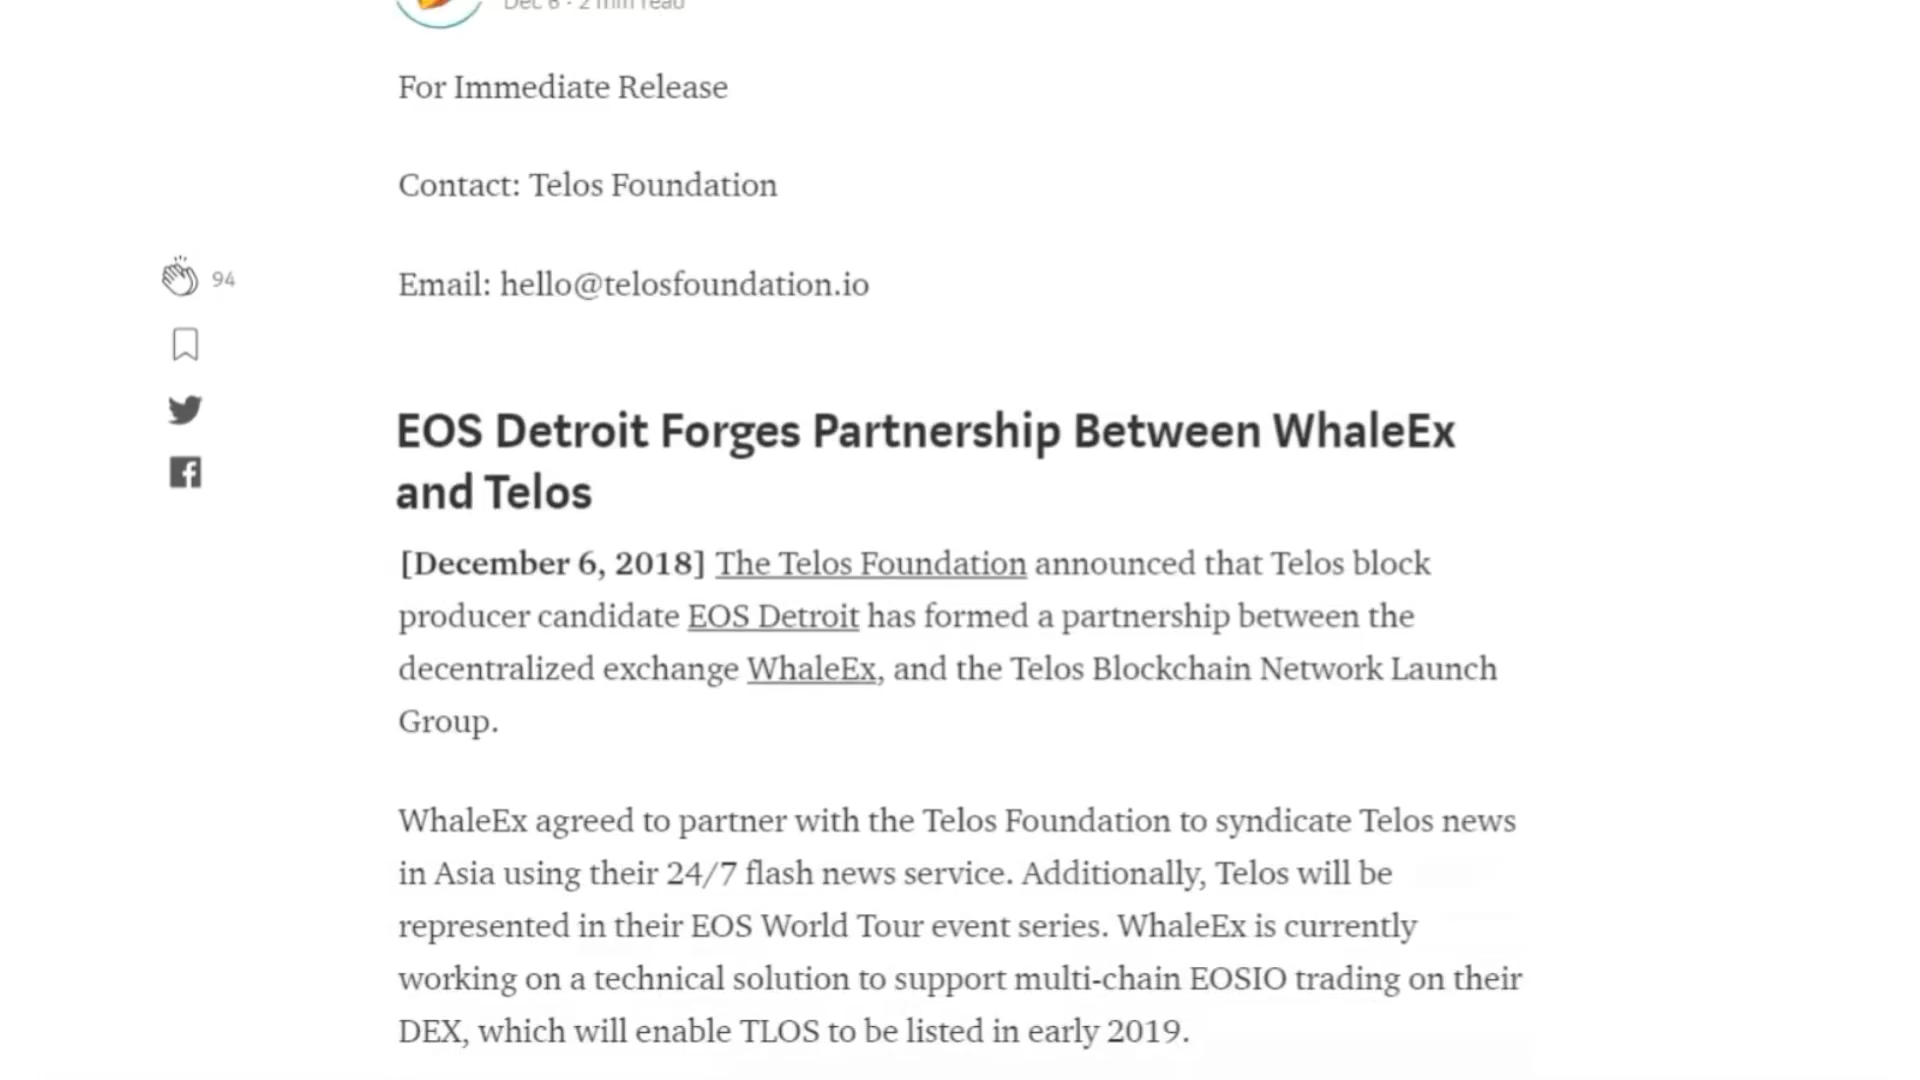 Dec 6 · 2 min read
For Immediate Release
Contact: Telos Foundation
94
Email: hello@telosfoundation.io
EOS Detroit Forges Partnership Between WhaleEx
and Telos
[December 6, 2018] The Telos Foundation announced that Telos block
producer candidate EOS Detroit has formed a partnership between the
decentralized exchange WhaleEx, and the Telos Blockchain Network Launch
Group.
WhaleEx agreed to partner with the Telos Foundation to syndicate Telos news
in Asia using their 24/7 flash news service. Additionally, Telos will be
represented in their EOS World Tour event series. WhaleEx is currently
working on a technical solution to support multi-chain EOSIO trading on their
DEX, which will enable TLOS to be listed in early 2019.